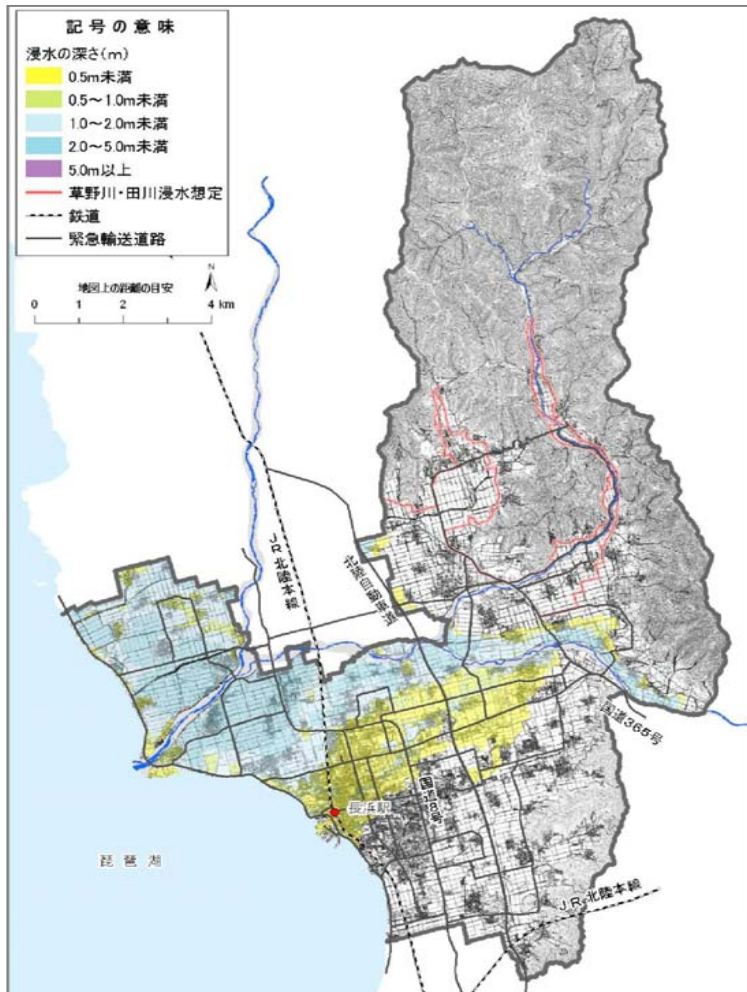 記号の意味
浸水の深さ(m)
0.5m未満
0.5～1.0m未満
1.0～2.0m未満
2.0～5.0m未満
5.0m以上
草野川・田川浸水想定
鉄道
緊急輸送道路
N
地図上の距離の目安
0 1 2 4 km
JR北陸本線
北陸自動車道
国道365号
国道8号
長浜駅
琵琶湖
JR北陸本線